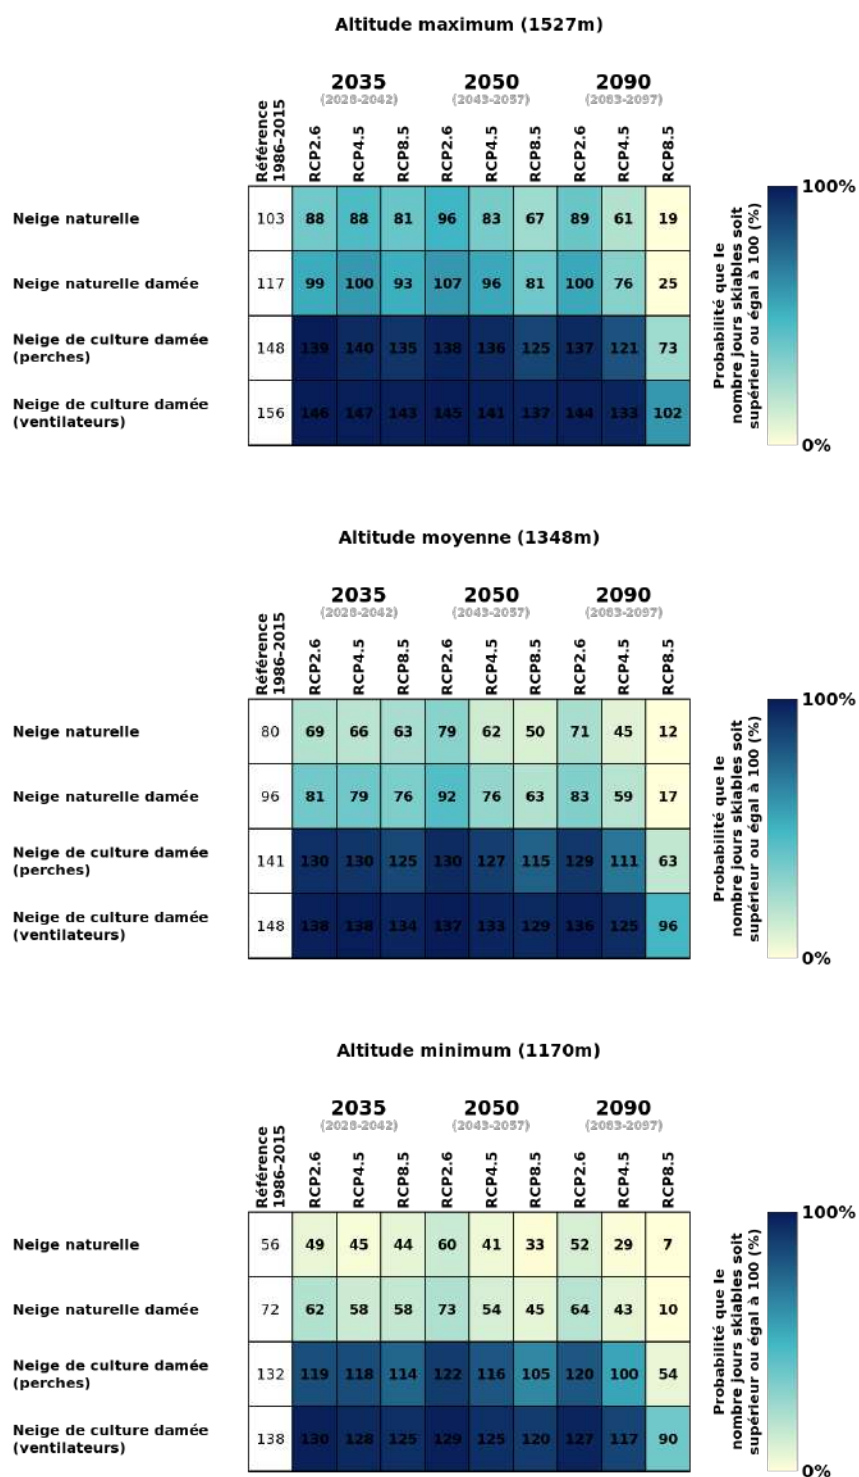 Altitude maximum (1527m)
2035 2050 2090
(2028-2042) (2043-2057) (2083-2097)
Référence
1986-2015
RCP2.6 RCP4.5 RCP8.5 RCP2.6 RCP4.5 RCP8.5 RCP2.6 RCP4.5 RCP8.5
Neige naturelle 103 88 88 81 96 83 67 89 61 19
Neige naturelle damée 117 99 100 93 107 96 81 100 76 25
Neige de culture damée
(perches) 148 139 140 135 138 136 125 137 121 73
Neige de culture damée
(ventilateurs) 156 146 147 143 145 141 137 144 133 102
100%
0%
Probabilité que le
nombre jours skiables soit
supérieur ou égal à 100 (%)
Altitude moyenne (1348m)
2035 2050 2090
(2028-2042) (2043-2057) (2083-2097)
Référence
1986-2015
RCP2.6 RCP4.5 RCP8.5 RCP2.6 RCP4.5 RCP8.5 RCP2.6 RCP4.5 RCP8.5
Neige naturelle 80 69 66 63 79 62 50 71 45 12
Neige naturelle damée 96 81 79 76 92 76 63 83 59 17
Neige de culture damée
(perches) 141 130 130 125 130 127 115 129 111 63
Neige de culture damée
(ventilateurs) 148 138 138 134 137 133 129 136 125 96
100%
0%
Probabilité que le
nombre jours skiables soit
supérieur ou égal à 100 (%)
Altitude minimum (1170m)
2035 2050 2090
(2028-2042) (2043-2057) (2083-2097)
Référence
1986-2015
RCP2.6 RCP4.5 RCP8.5 RCP2.6 RCP4.5 RCP8.5 RCP2.6 RCP4.5 RCP8.5
Neige naturelle 56 49 45 44 60 41 33 52 29 7
Neige naturelle damée 72 62 58 58 73 54 45 64 43 10
Neige de culture damée
(perches) 132 119 118 114 122 116 105 120 100 54
Neige de culture damée
(ventilateurs) 138 130 128 125 129 125 120 127 117 90
100%
0%
Probabilité que le
nombre jours skiables soit
supérieur ou égal à 100 (%)